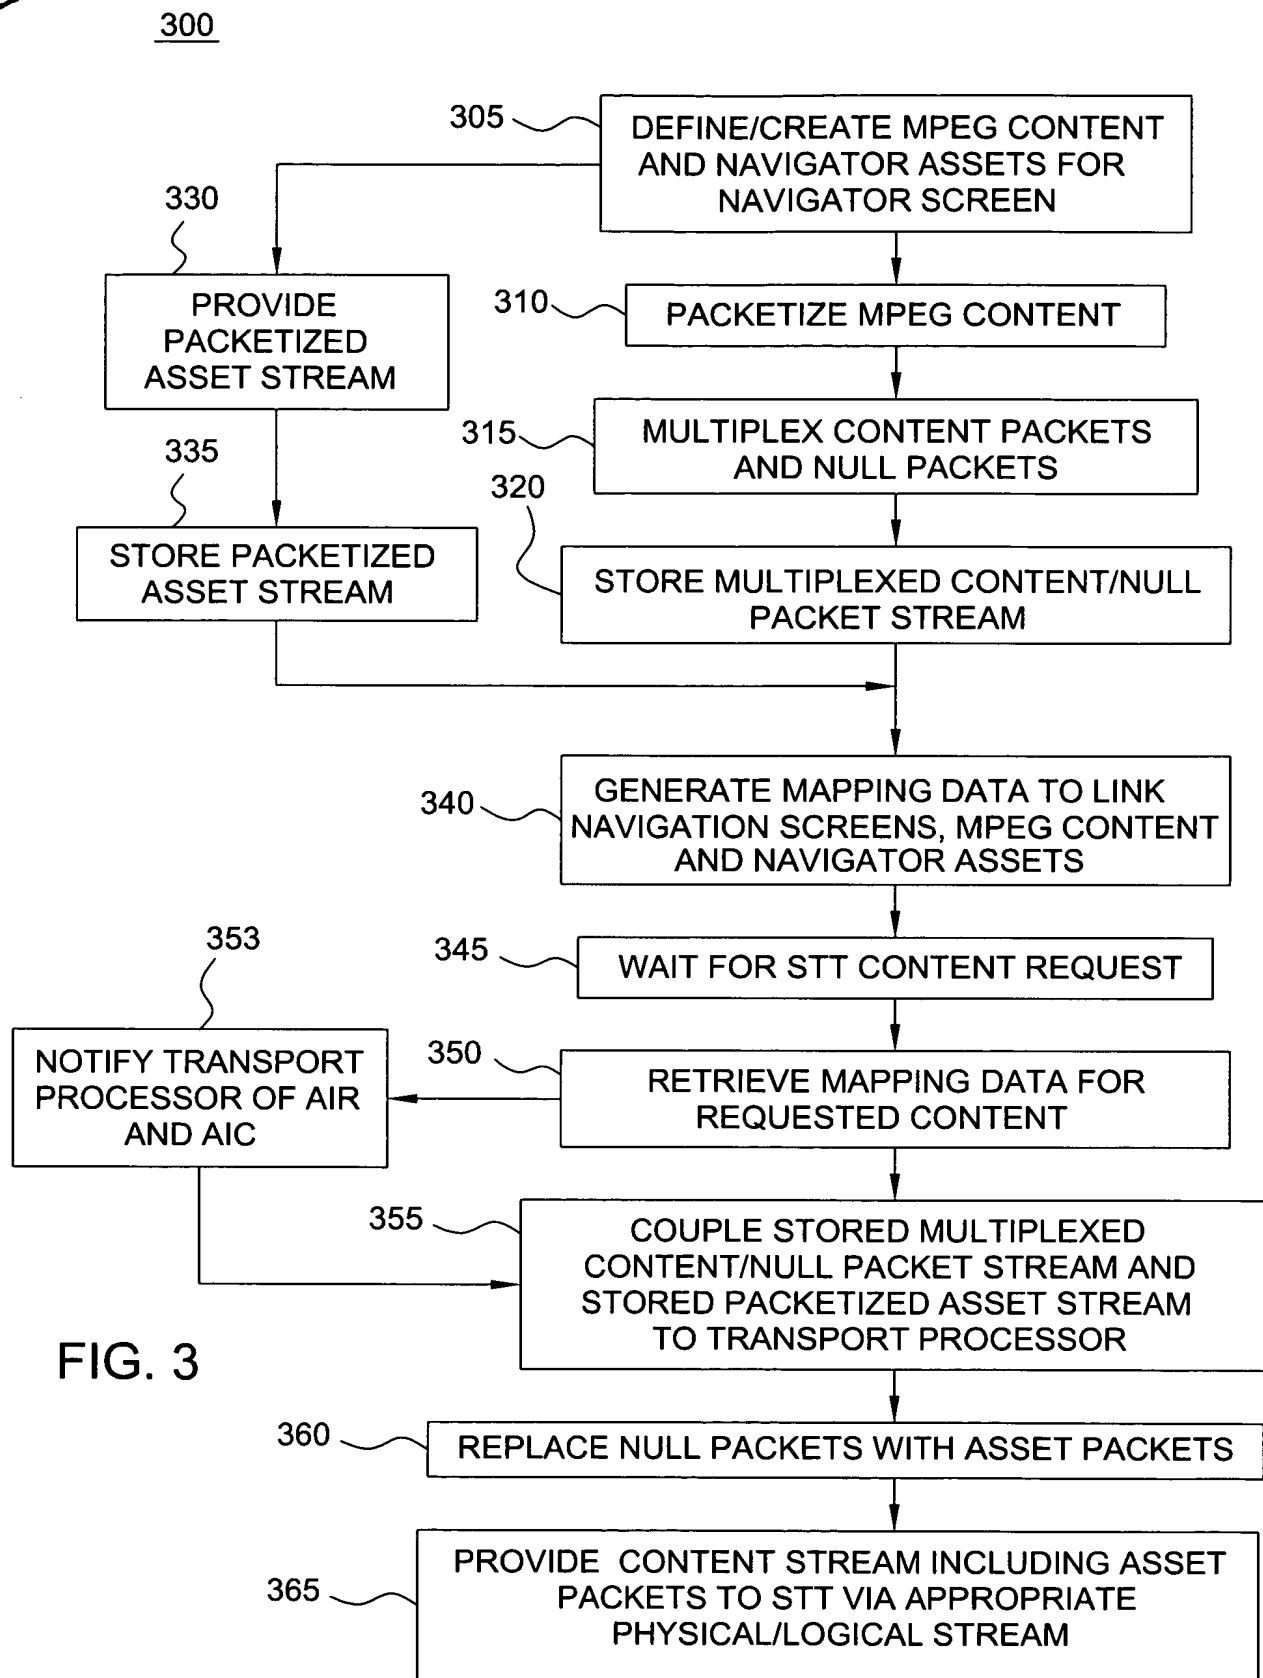 300
305
DEFINE/CREATE MPEG CONTENT
AND NAVIGATOR ASSETS FOR
NAVIGATOR SCREEN
330
PROVIDE
PACKETIZED
ASSET STREAM
310
PACKETIZE MPEG CONTENT
315
MULTIPLEX CONTENT PACKETS
AND NULL PACKETS
335
STORE PACKETIZED
ASSET STREAM
320
STORE MULTIPLEXED CONTENT/NULL
PACKET STREAM
340
GENERATE MAPPING DATA TO LINK
NAVIGATION SCREENS, MPEG CONTENT
AND NAVIGATOR ASSETS
345
WAIT FOR STT CONTENT REQUEST
353
NOTIFY TRANSPORT
PROCESSOR OF AIR
AND AIC
350
RETRIEVE MAPPING DATA FOR
REQUESTED CONTENT
355
COUPLE STORED MULTIPLEXED
CONTENT/NULL PACKET STREAM AND
STORED PACKETIZED ASSET STREAM
TO TRANSPORT PROCESSOR
FIG. 3
360
REPLACE NULL PACKETS WITH ASSET PACKETS
365
PROVIDE CONTENT STREAM INCLUDING ASSET
PACKETS TO STT VIA APPROPRIATE
PHYSICAL/LOGICAL STREAM